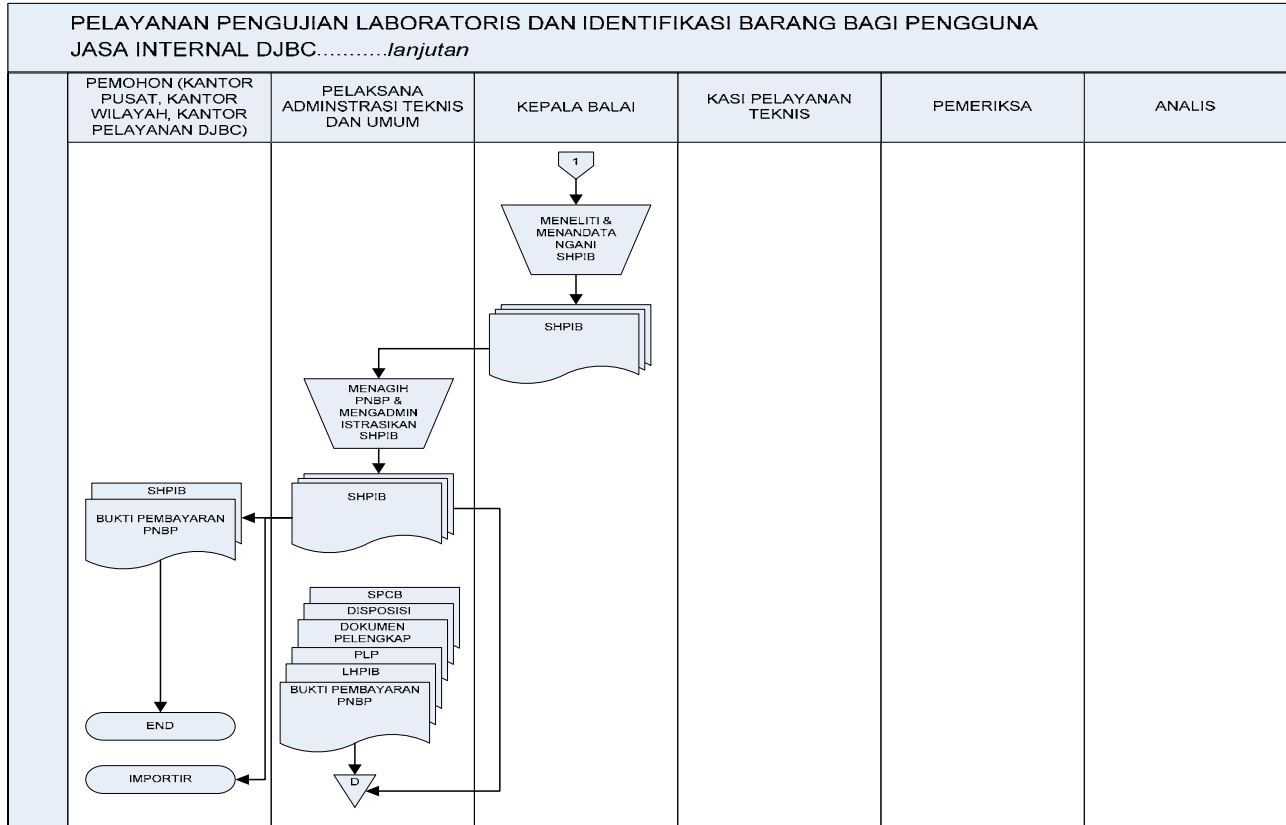 PELAYANAN PENGUJIAN LABORATORIS DAN IDENTIFIKASI BARANG BAGI PENGGUNA
JASA INTERNAL DJBC...........lanjutan
PEMOHON (KANTOR
PUSAT, KANTOR
WILAYAH, KANTOR
PELAYANAN DJBC)
PELAKSANA
ADMINSTRASI TEKNIS
DAN UMUM
KEPALA BALAI
KASI PELAYANAN
TEKNIS
PEMERIKSA
ANALIS
1
MENELITI &
MENANDATA
NGANI
SHPIB
SHPIB
MENAGIH
PNBP &
MENGADMIN
ISTRASIKAN
SHPIB
SHPIB
SHPIB
BUKTI PEMBAYARAN
PNBP
SPCB
DISPOSISI
DOKUMEN
PELENGKAP
PLP
LHPIB
BUKTI PEMBAYARAN
PNBP
END
IMPORTIR
D